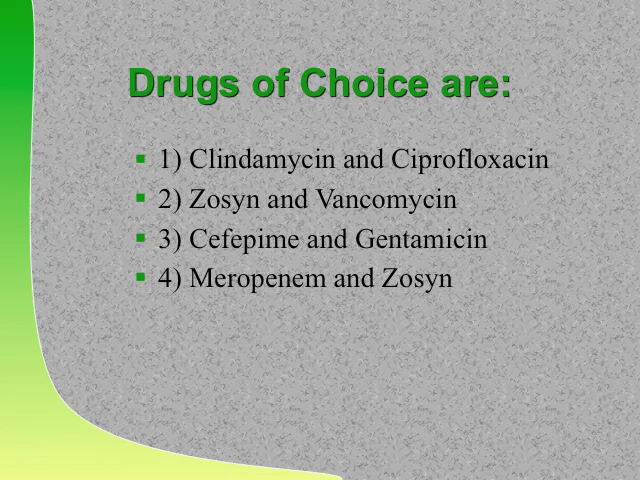 Drugs of Choice are:
1) Clindamycin and Ciprofloxacin
2) Zosyn and Vancomycin
3) Cefepime and Gentamicin
4) Meropenem and Zosyn